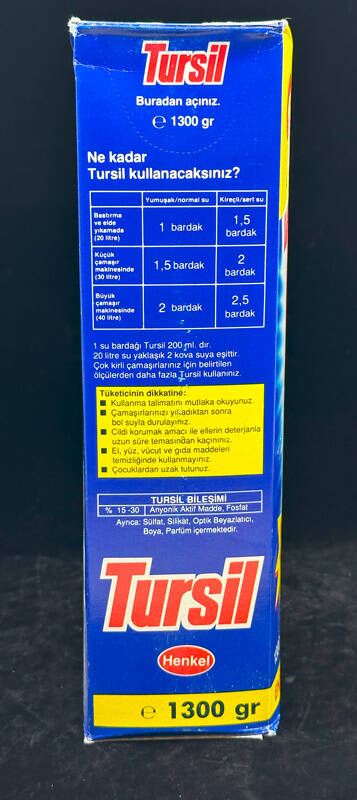 Tursil
Buradan açınız.
℮ 1300 gr
Ne kadar
Tursil kullanacaksınız?
Yumuşak/normal su Kireçli/sert su
Bastırma
ve elde
yıkamada
(20 litre)
1 bardak
1,5
bardak
Küçük
çamaşır
makinesinde
(30 litre)
1,5 bardak
2
bardak
Büyük
çamaşır
makinesinde
(40 litre)
2 bardak
2,5
bardak
1 su bardağı Tursil 200 ml. dir.
20 litre su yaklaşık 2 kova suya eşittir.
Çok kirli çamaşırlarınız için belirtilen
ölçülerden daha fazla Tursil kullanınız.
Tüketicinin dikkatine:
■ Kullanma talimatını mutlaka okuyunuz.
■ Çamaşırlarınızı yıkadıktan sonra
bol suyla durulayınız.
■ Cildi korumak amacı ile ellerin deterjanla
uzun süre temasından kaçınınız.
■ El, yüz, vücut ve gıda maddeleri
temizliğinde kullanmayınız.
■ Çocuklardan uzak tutunuz.
TURSİL BİLEŞİMİ
% 15 -30 Anyonik Aktif Madde, Fosfat
Ayrıca: Sülfat, Silikat, Optik Beyazlatıcı,
Boya, Parfüm içermektedir.
Tursil
Henkel
℮ 1300 gr